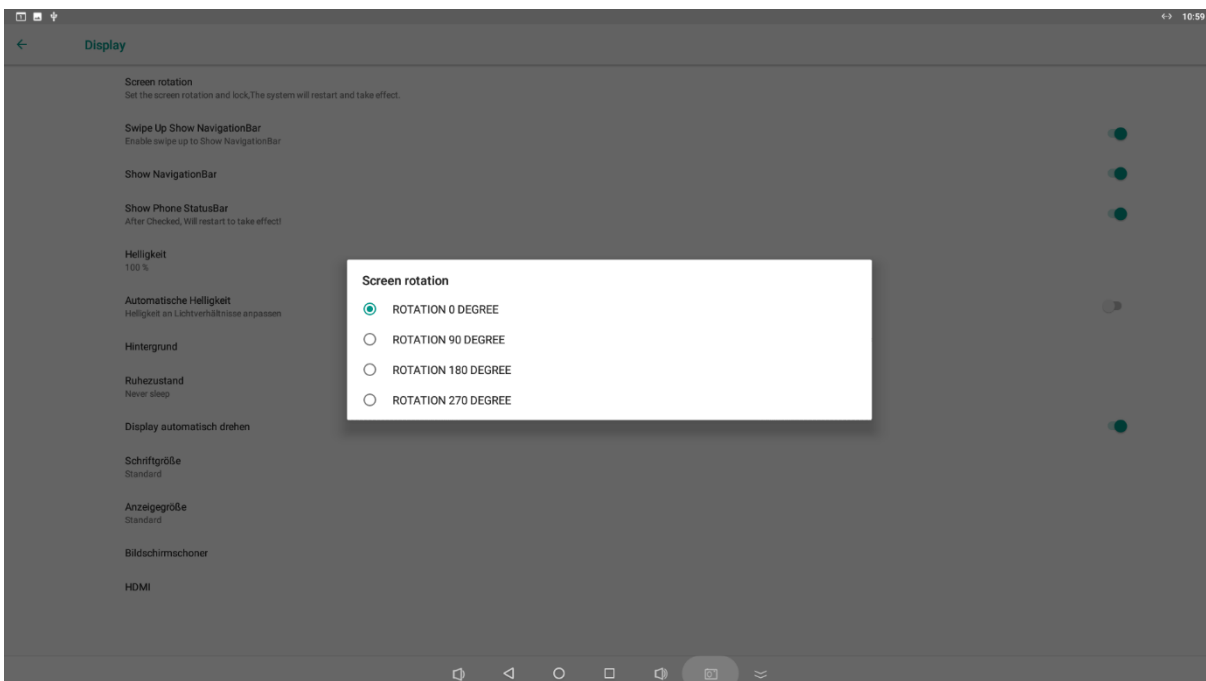 10:59
Display
Screen rotation
Set the screen rotation and lock,The system will restart and take effect.
Swipe Up Show NavigationBar
Enable swipe up to Show NavigationBar
Show NavigationBar
Show Phone StatusBar
After Checked, Will restart to take effect!
Helligkeit
100 %
Automatische Helligkeit
Helligkeit an Lichtverhältnisse anpassen
Hintergrund
Ruhezustand
Never sleep
Display automatisch drehen
Schriftgröße
Standard
Anzeigegröße
Standard
Bildschirmschoner
HDMI
Screen rotation
ROTATION 0 DEGREE
ROTATION 90 DEGREE
ROTATION 180 DEGREE
ROTATION 270 DEGREE